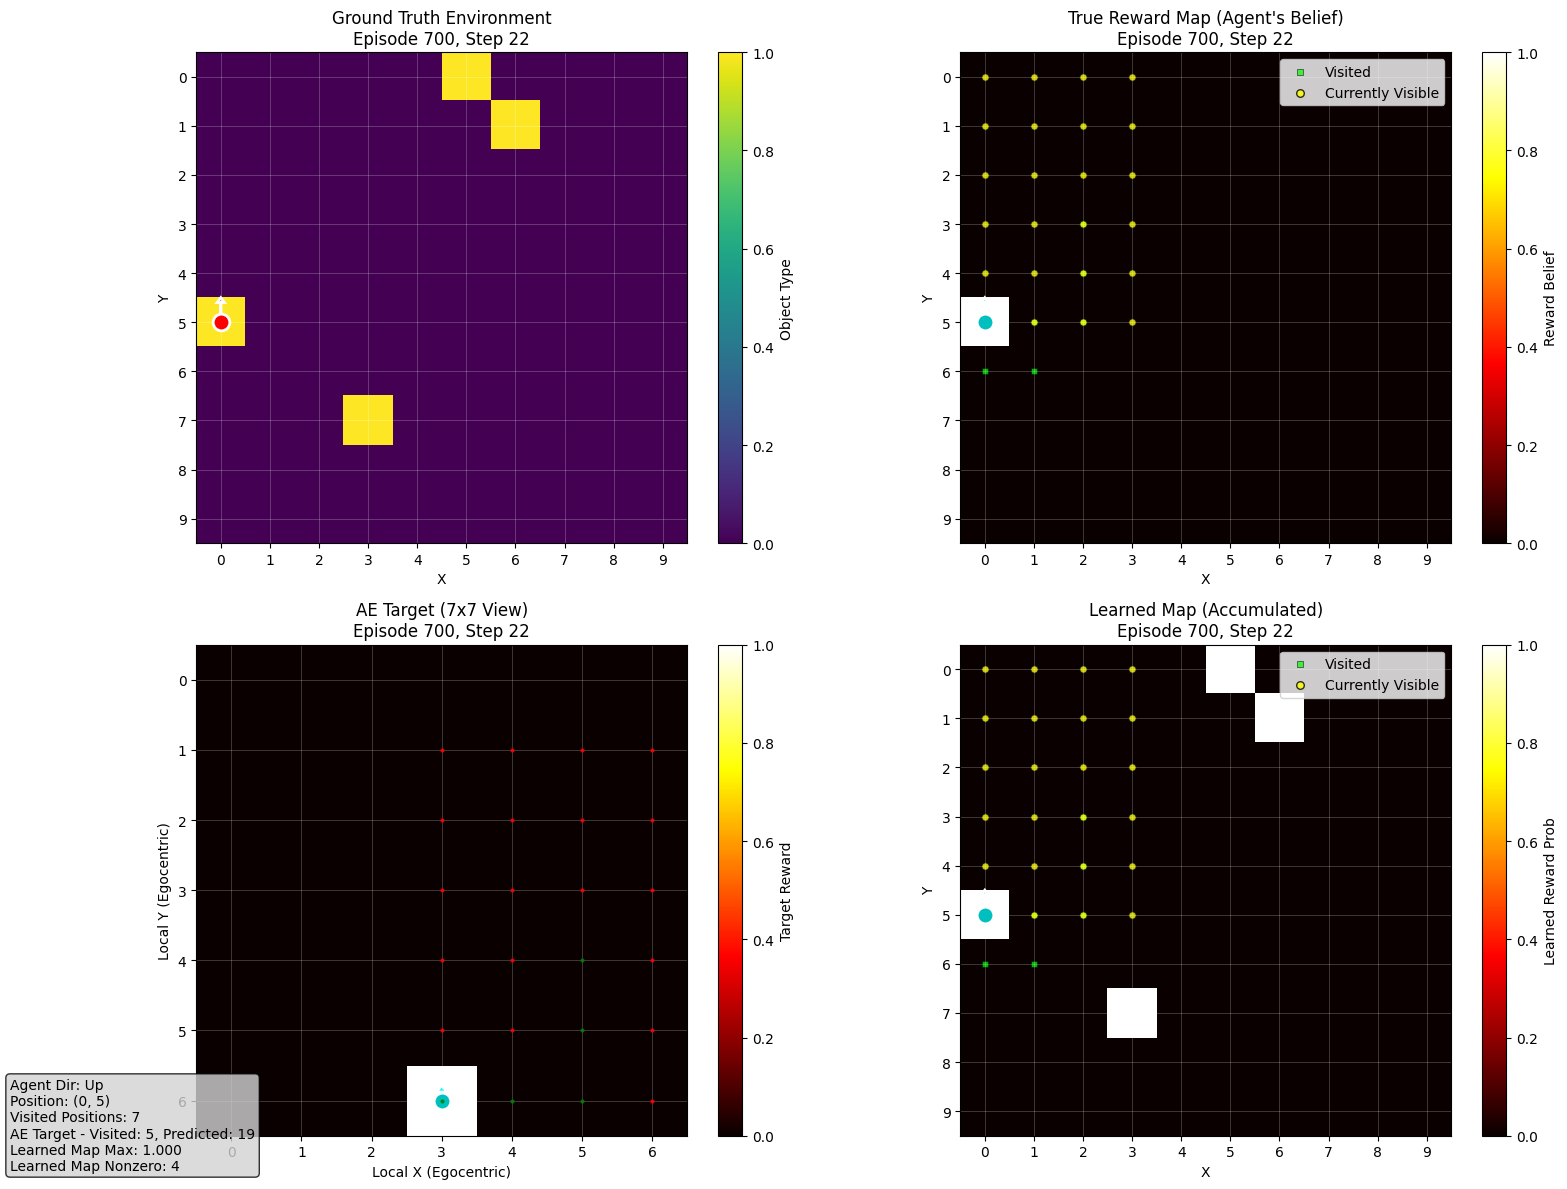 Ground Truth Environment
Episode 700, Step 22
0
1
2
3
4
5
6
7
8
9
Y
0 1 2 3 4 5 6 7 8 9
X
1.0
0.8
0.6
0.4
0.2
0.0
Object Type
True Reward Map (Agent's Belief)
Episode 700, Step 22
Visited
Currently Visible
0
1
2
3
4
5
6
7
8
9
Y
0 1 2 3 4 5 6 7 8 9
X
1.0
0.8
0.6
0.4
0.2
0.0
Reward Belief
AE Target (7x7 View)
Episode 700, Step 22
0
1
2
3
4
5
6
Local Y (Egocentric)
0 1 2 3 4 5 6
Local X (Egocentric)
1.0
0.8
0.6
0.4
0.2
0.0
Target Reward
Agent Dir: Up
Position: (0, 5)
Visited Positions: 7
AE Target - Visited: 5, Predicted: 19
Learned Map Max: 1.000
Learned Map Nonzero: 4
Learned Map (Accumulated)
Episode 700, Step 22
Visited
Currently Visible
0
1
2
3
4
5
6
7
8
9
Y
0 1 2 3 4 5 6 7 8 9
X
1.0
0.8
0.6
0.4
0.2
0.0
Learned Reward Prob